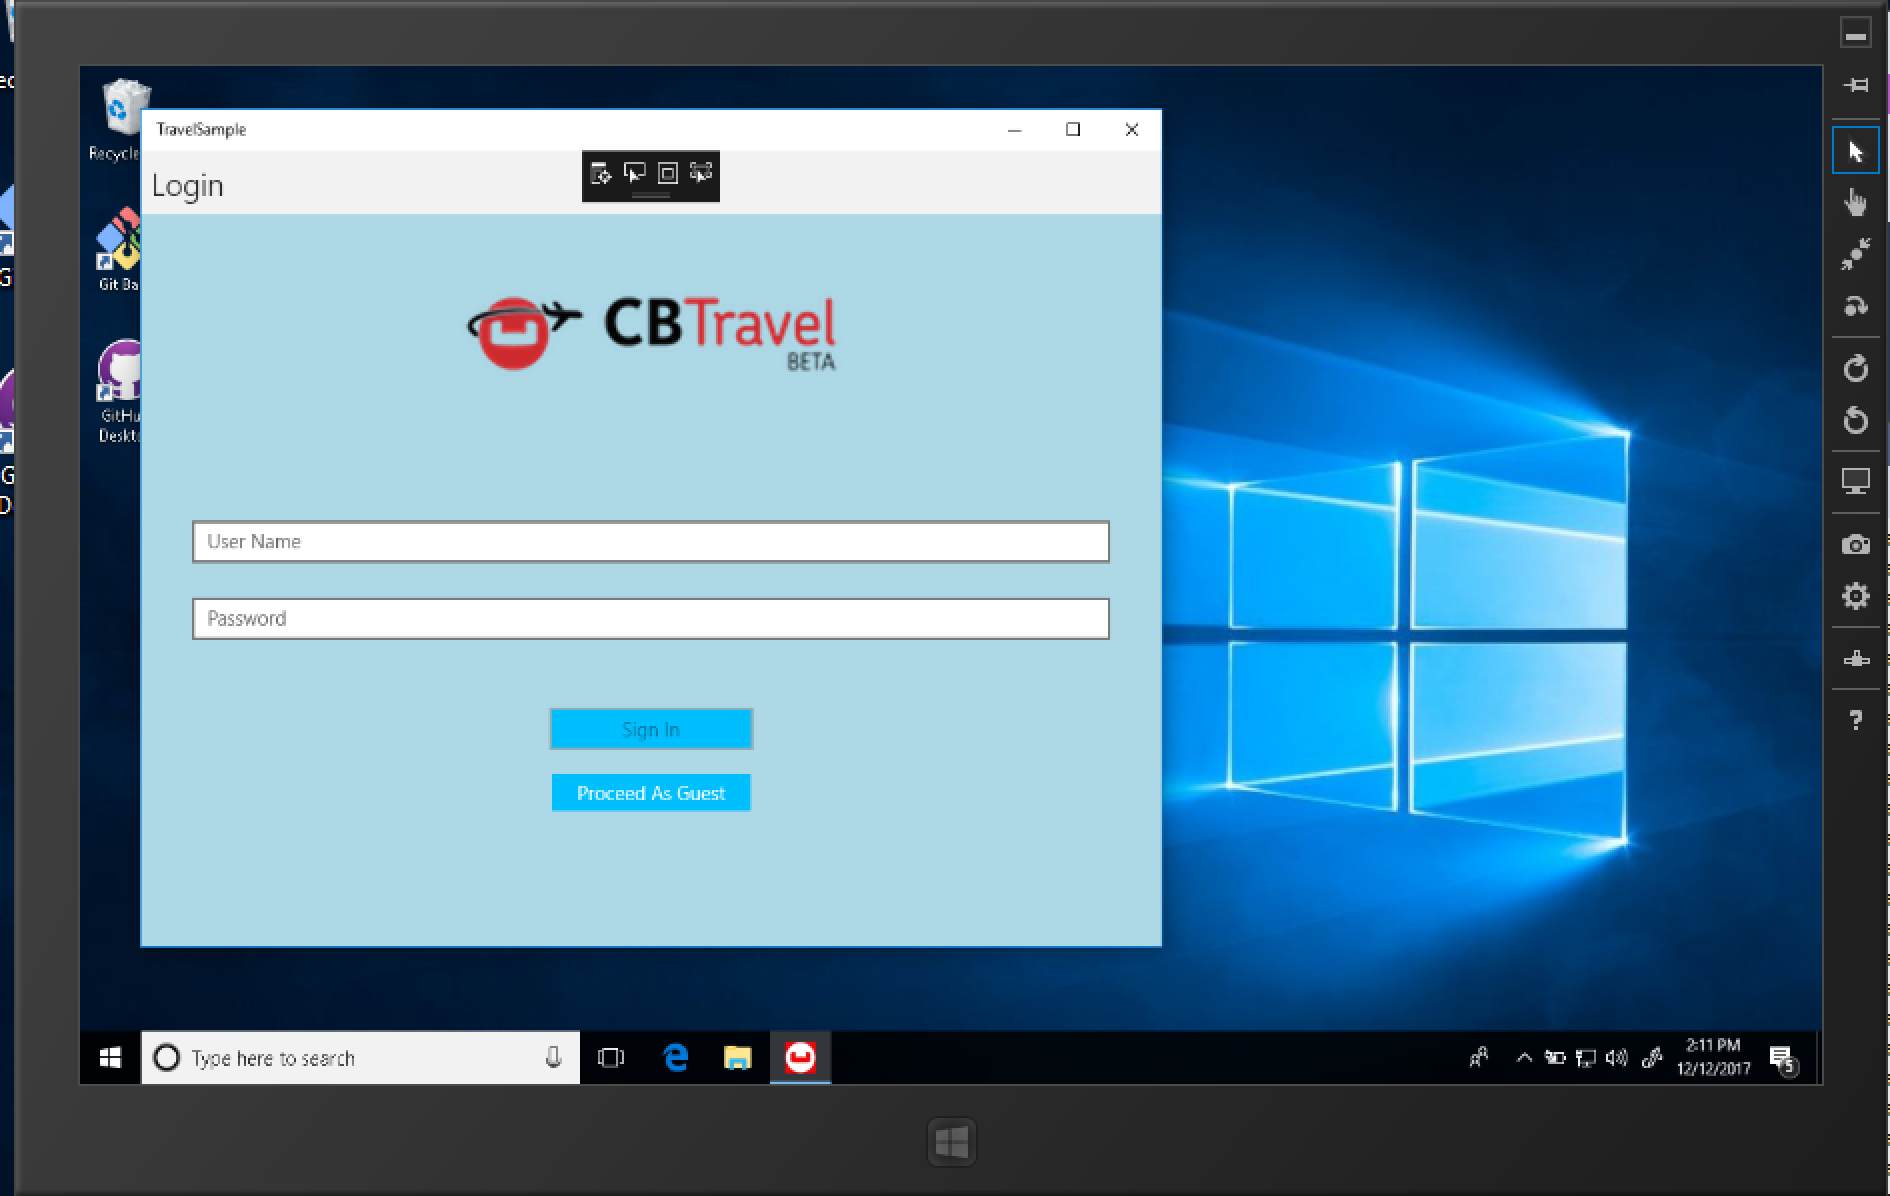 TravelSample
Login
Recycle
Git Ba
GitHu
Deskt
CBTravel
BETA
User Name
Password
Sign In
Proceed As Guest
Type here to search
2:11 PM
12/12/2017
5
?